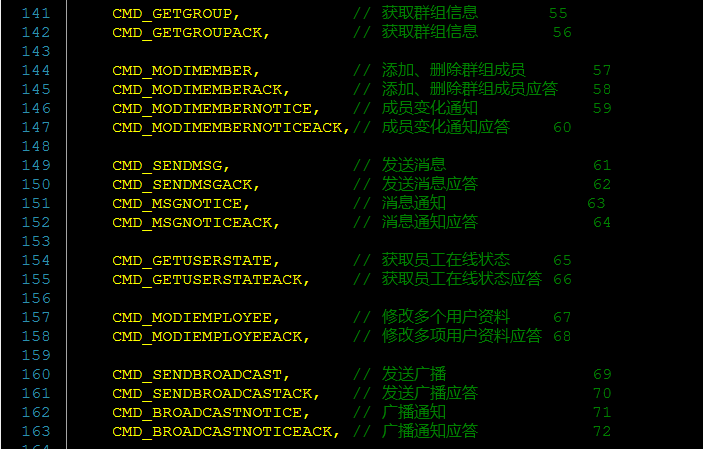 141 CMD_GETGROUP, // 获取群组信息 55
142 CMD_GETGROUPACK, // 获取群组信息 56
143
144 CMD_MODIMEMBER, // 添加、删除群组成员 57
145 CMD_MODIMEMBERACK, // 添加、删除群组成员应答 58
146 CMD_MODIMEMBERNOTICE, // 成员变化通知 59
147 CMD_MODIMEMBERNOTICEACK,// 成员变化通知应答 60
148
149 CMD_SENDMSG, // 发送消息 61
150 CMD_SENDMSGACK, // 发送消息应答 62
151 CMD_MSGNOTICE, // 消息通知 63
152 CMD_MSGNOTICEACK, // 消息通知应答 64
153
154 CMD_GETUSERSTATE, // 获取员工在线状态 65
155 CMD_GETUSERSTATEACK, // 获取员工在线状态应答 66
156
157 CMD_MODIEMPLOYEE, // 修改多个用户资料 67
158 CMD_MODIEMPLOYEEACK, // 修改多项用户资料应答 68
159
160 CMD_SENDBROADCAST, // 发送广播 69
161 CMD_SENDBROADCASTACK, // 发送广播应答 70
162 CMD_BROADCASTNOTICE, // 广播通知 71
163 CMD_BROADCASTNOTICEACK, // 广播通知应答 72